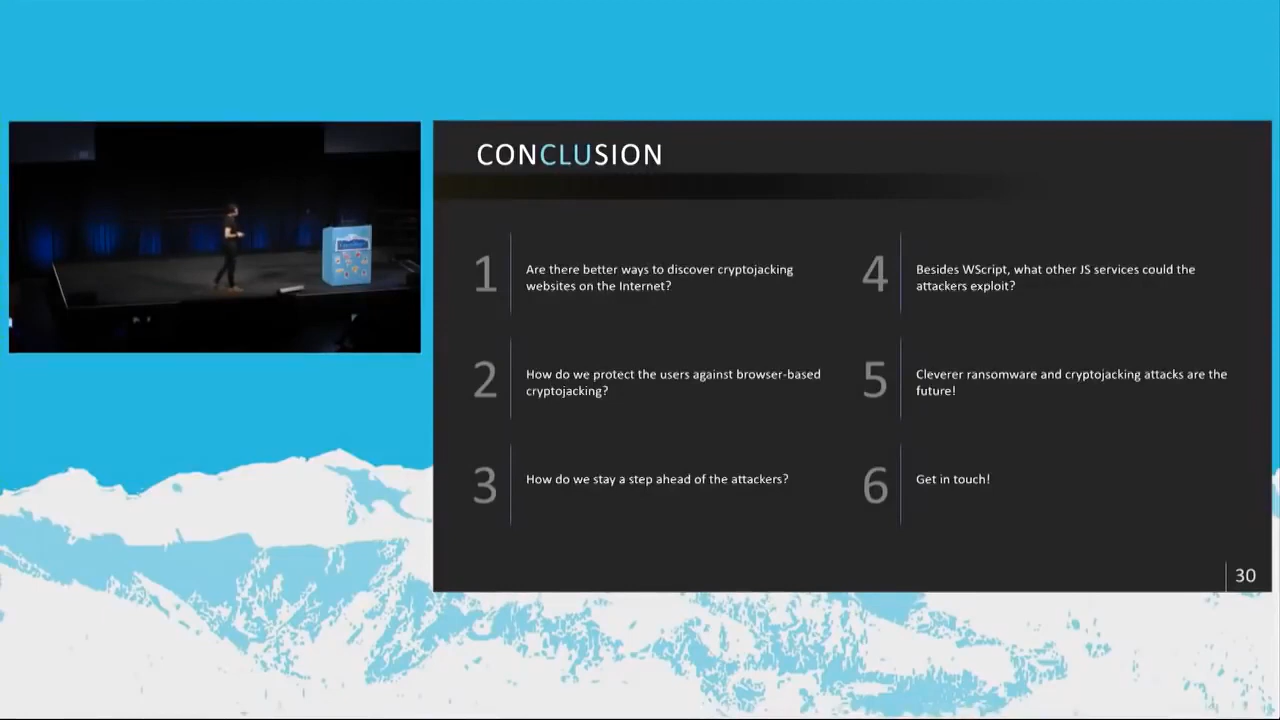 CONCLUSION
1
Are there better ways to discover cryptojacking
websites on the Internet?
2
How do we protect the users against browser-based
cryptojacking?
3
How do we stay a step ahead of the attackers?
4
Besides WScript, what other JS services could the
attackers exploit?
5
Cleverer ransomware and cryptojacking attacks are the
future!
6
Get in touch!
30